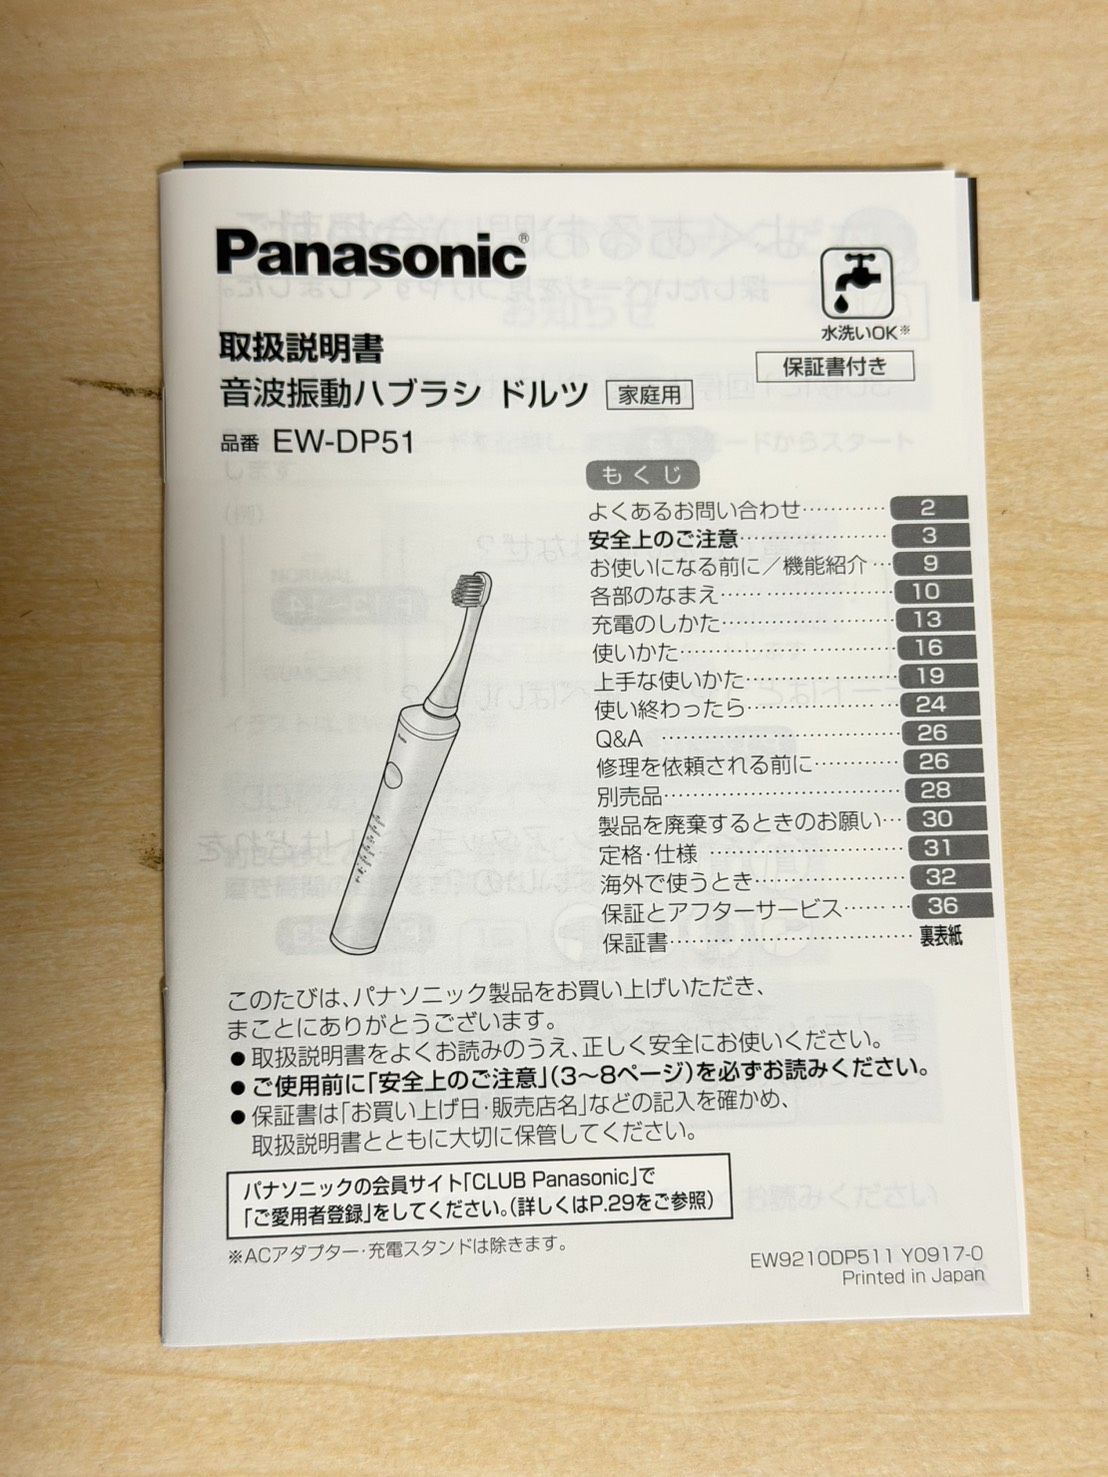 Panasonic®
水洗いOK※
取扱説明書
保証書付き
音波振動ハブラシ ドルツ 家庭用
品番 EW-DP51
もくじ
よくあるお問い合わせ………… 2
安全上のご注意………………… 3
お使いになる前に／機能紹介… 9
各部のなまえ………………… 10
充電のしかた………………… 13
使いかた……………………… 16
上手な使いかた……………… 19
使い終わったら……………… 24
Q&A ………………………… 26
修理を依頼される前に……… 26
別売品………………………… 28
製品を廃棄するときのお願い… 30
定格・仕様 …………………… 31
海外で使うとき……………… 32
保証とアフターサービス…… 36
保証書……………………… 裏表紙
このたびは、パナソニック製品をお買い上げいただき、
まことにありがとうございます。
● 取扱説明書をよくお読みのうえ、正しく安全にお使いください。
● ご使用前に「安全上のご注意」（3〜8ページ）を必ずお読みください。
● 保証書は「お買い上げ日・販売店名」などの記入を確かめ、
取扱説明書とともに大切に保管してください。
パナソニックの会員サイト「CLUB Panasonic」で
「ご愛用者登録」をしてください。（詳しくはP.29をご参照）
※ACアダプター・充電スタンドは除きます。
EW9210DP511 Y0917-0
Printed in Japan